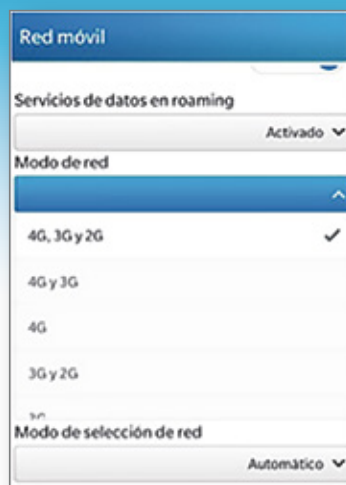 Red móvil
Servicios de datos en roaming
Activado
Modo de red
4G, 3G y 2G
4G y 3G
4G
3G y 2G
Modo de selección de red
Automático